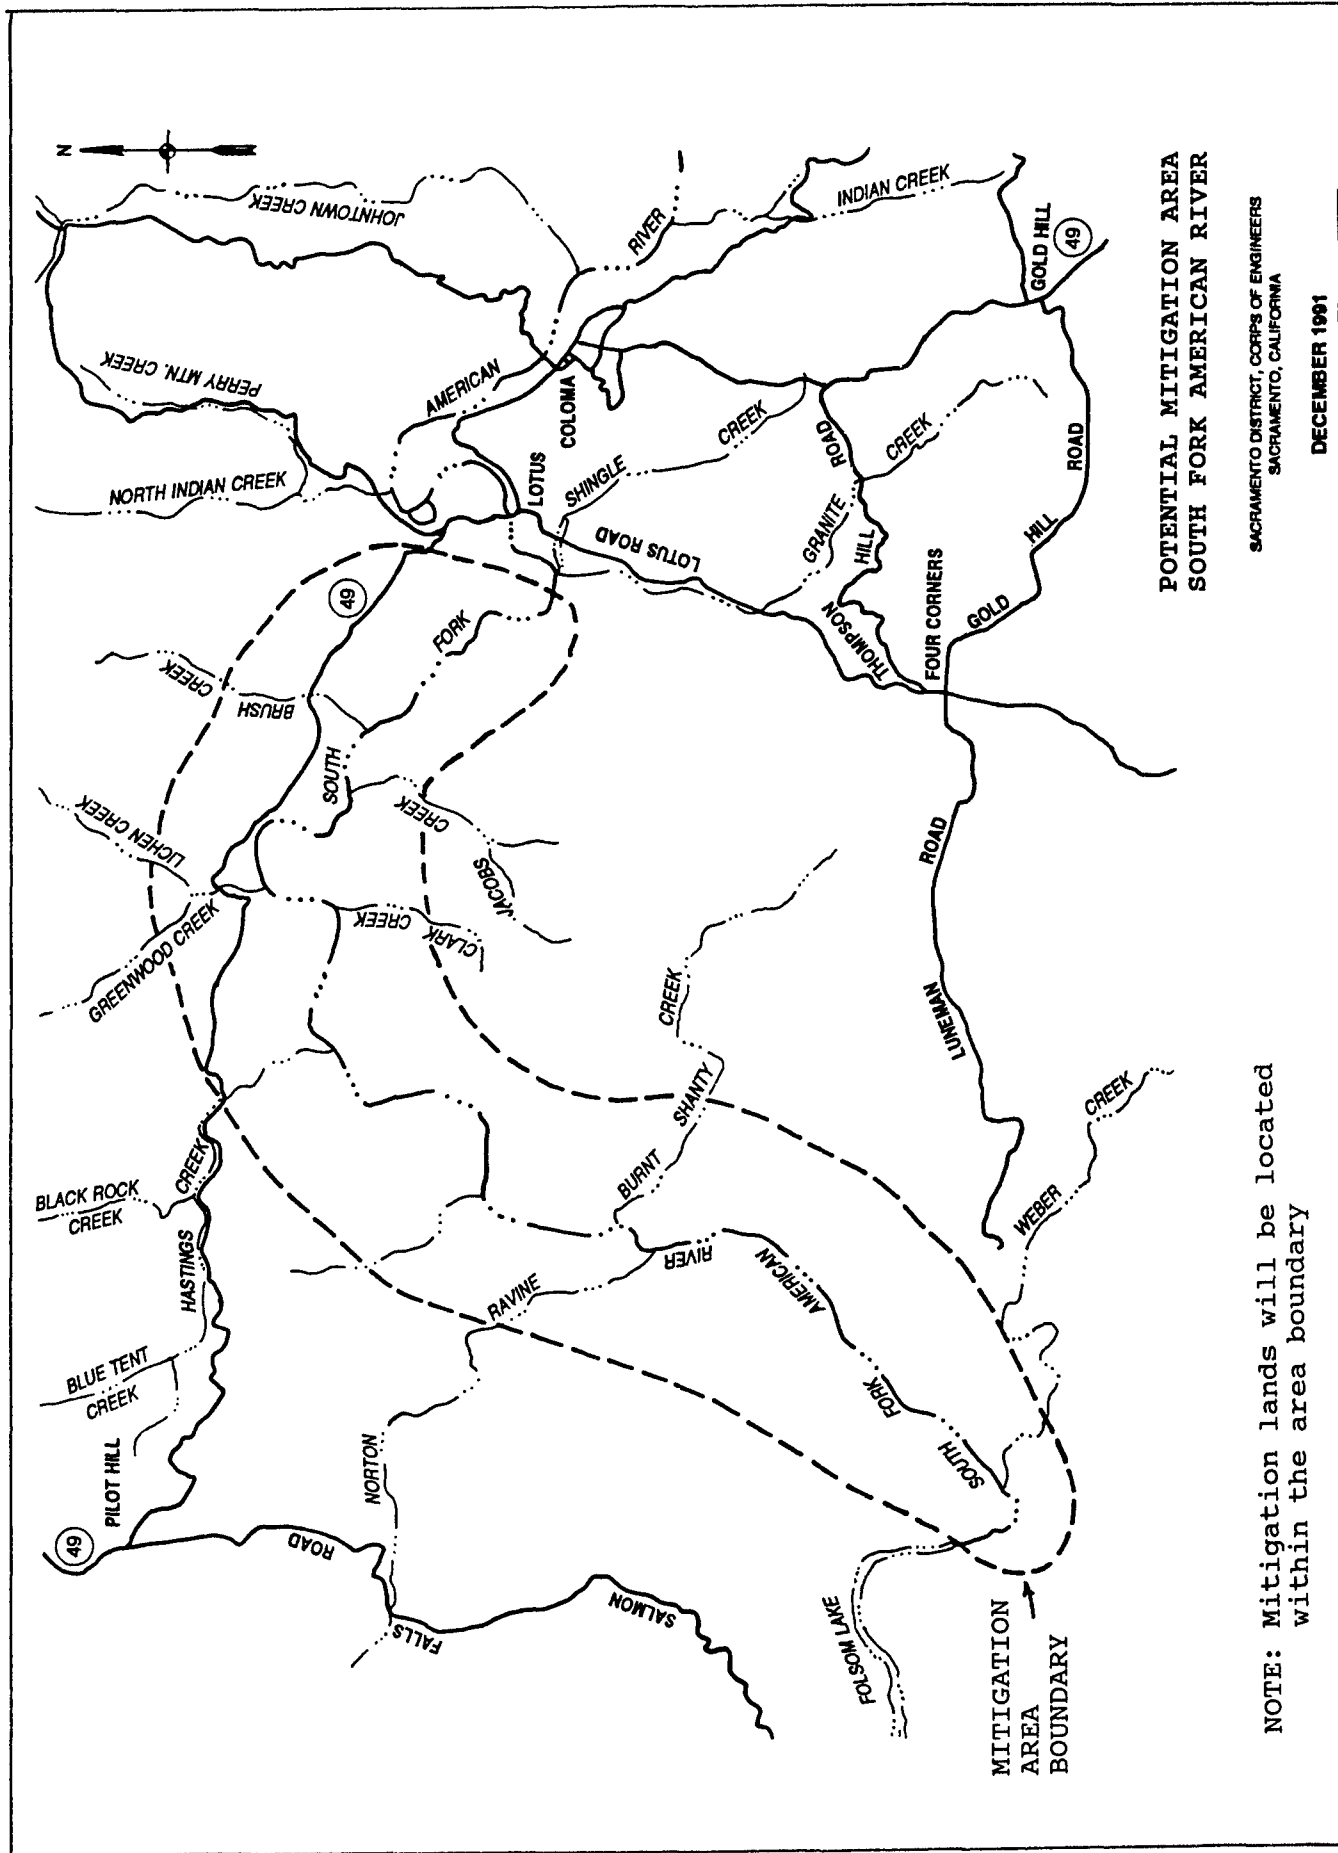 N
JOHNTOWN CREEK
PERRY MTN. CREEK
NORTH INDIAN CREEK
AMERICAN
RIVER
INDIAN CREEK
COLOMA
LOTUS
SHINGLE
CREEK
LOTUS ROAD
GOLD HILL
49
ROAD
GRANITE
CREEK
THOMPSON
HILL
THOMPSON
FOUR CORNERS
GOLD
HILL
ROAD
LUNEMAN
ROAD
49
BRUSH
CREEK
SOUTH
FORK
LICHEN CREEK
GREENWOOD CREEK
CLARK
CREEK
JACOBS
CREEK
BLACK ROCK
CREEK
HASTINGS
CREEK
BLUE TENT
CREEK
PILOT HILL
49
NORTON
RAVINE
BURNT
SHANTY
CREEK
SALMON
FALLS
ROAD
SOUTH
FORK
AMERICAN
RIVER
WEBER
CREEK
FOLSOM LAKE
MITIGATION
AREA
BOUNDARY
NOTE: Mitigation lands will be located
within the area boundary
POTENTIAL MITIGATION AREA
SOUTH FORK AMERICAN RIVER
SACRAMENTO DISTRICT, CORPS OF ENGINEERS
SACRAMENTO, CALIFORNIA
DECEMBER 1991